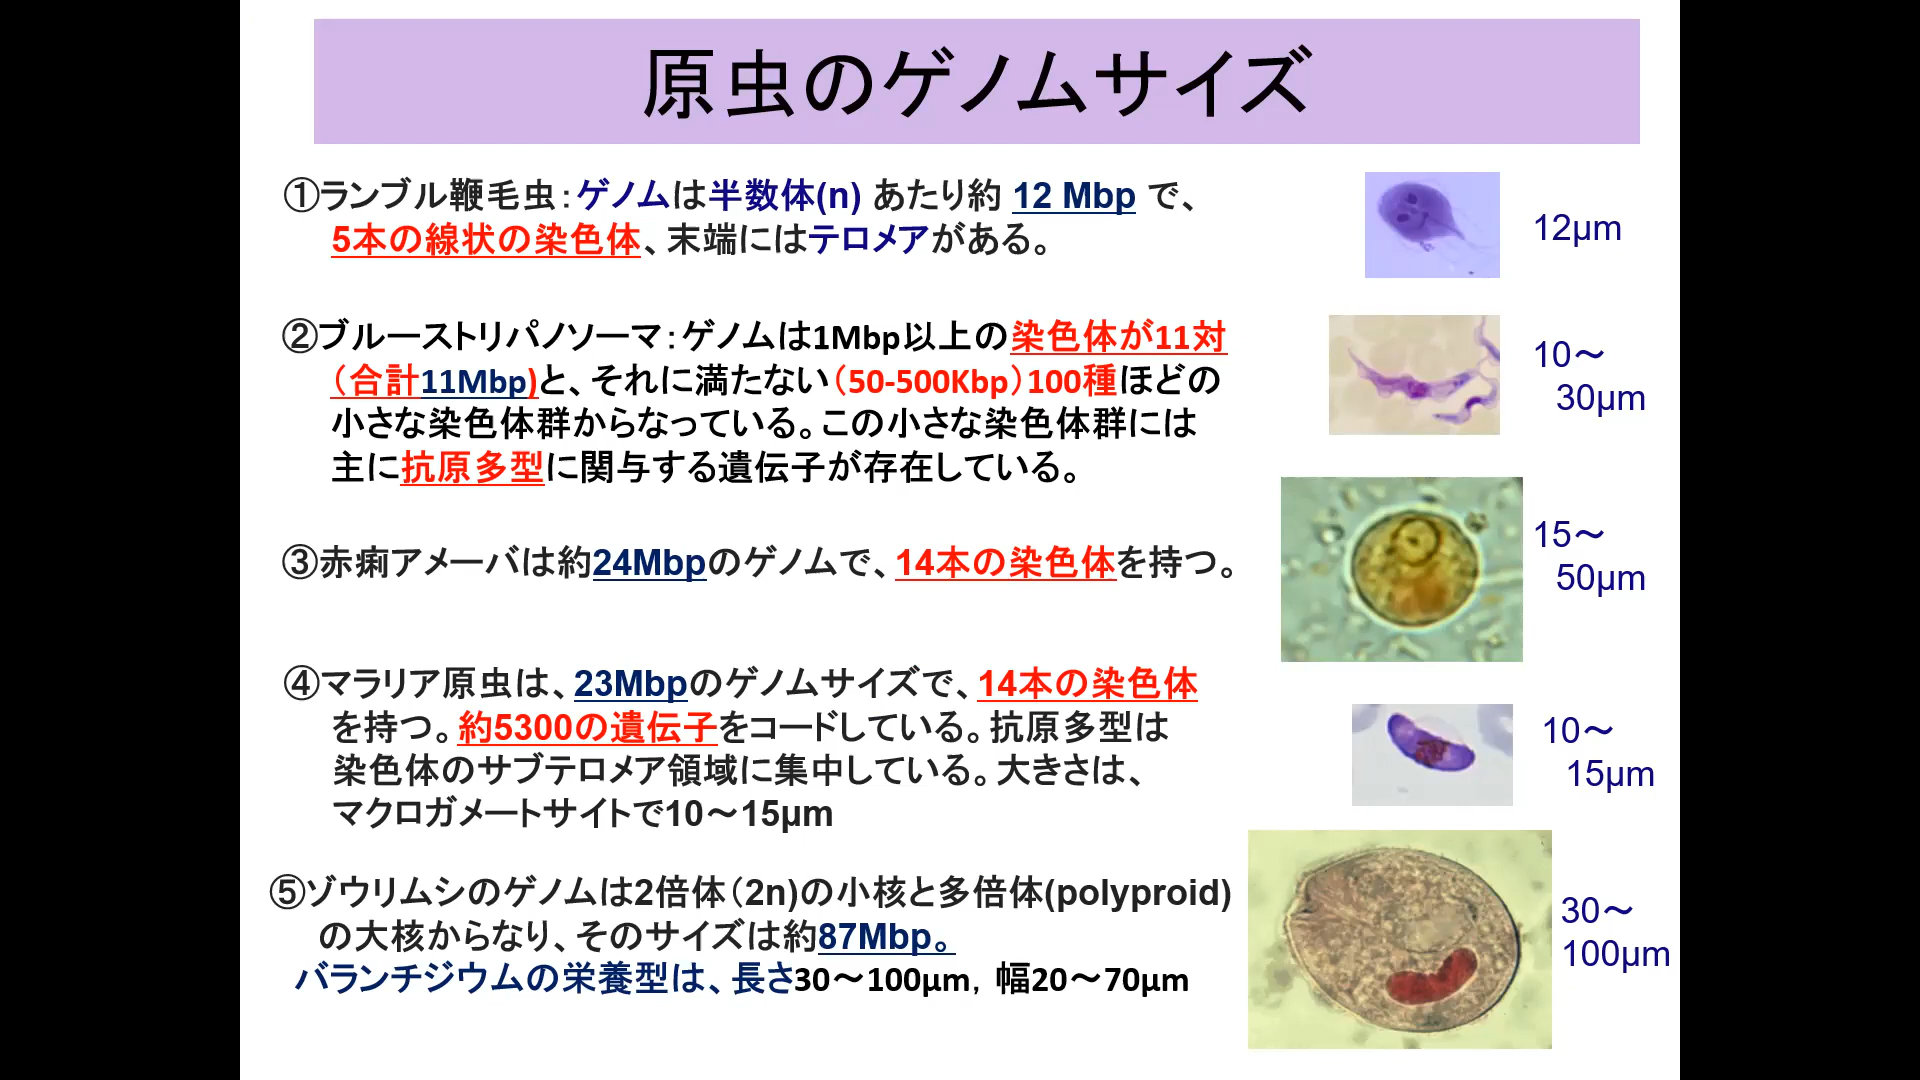 原虫のゲノムサイズ
①ランブル鞭毛虫：ゲノムは半数体(n) あたり約 12 Mbp で、
5本の線状の染色体、末端にはテロメアがある。
12μm
②ブルーストリパノソーマ：ゲノムは1Mbp以上の染色体が11対
（合計11Mbp)と、それに満たない（50-500Kbp）100種ほどの
小さな染色体群からなっている。この小さな染色体群には
主に抗原多型に関与する遺伝子が存在している。
10～
30μm
③赤痢アメーバは約24Mbpのゲノムで、14本の染色体を持つ。
15～
50μm
④マラリア原虫は、23Mbpのゲノムサイズで、14本の染色体
を持つ。約5300の遺伝子をコードしている。抗原多型は
染色体のサブテロメア領域に集中している。大きさは、
マクロガメートサイトで10～15μm
10～
15μm
⑤ゾウリムシのゲノムは2倍体（2n)の小核と多倍体(polyproid)
の大核からなり、そのサイズは約87Mbp。
バランチジウムの栄養型は、長さ30～100μm，幅20～70μm
30～
100μm